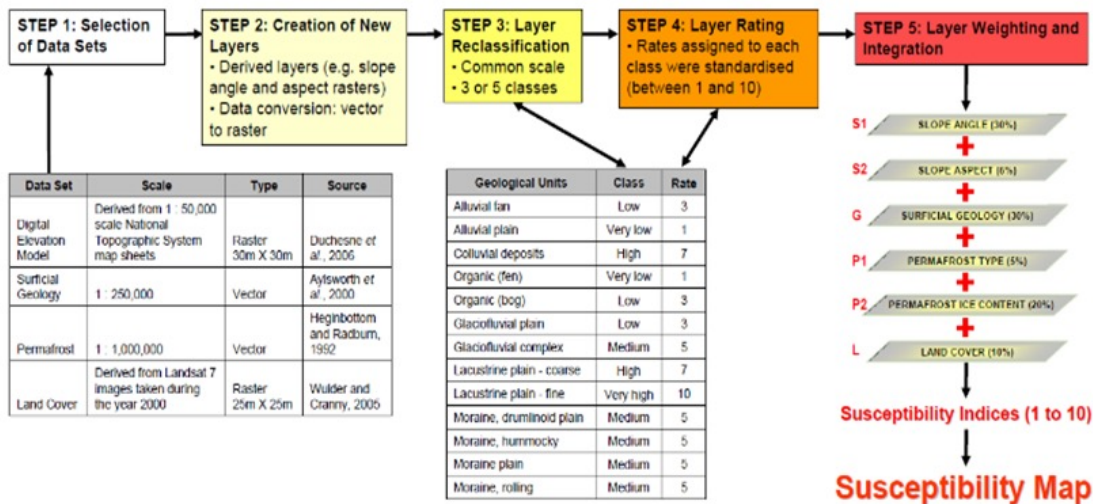 STEP 1: Selection
of Data Sets
STEP 2: Creation of New
Layers
• Derived layers (e.g. slope
angle and aspect rasters)
• Data conversion: vector
to raster
STEP 3: Layer
Reclassification
• Common scale
• 3 or 5 classes
STEP 4: Layer Rating
• Rates assigned to each
class were standardised
(between 1 and 10)
STEP 5: Layer Weighting and
Integration
Data Set Scale Type Source
Digital
Elevation
Model
Derived from 1 : 50,000
scale National
Topographic System
map sheets
Raster
30m X 30m
Duchesne et
al., 2006
Surficial
Geology
1 : 250,000
Vector
Aylsworth et
al., 2000
Permafrost
1 : 1,000,000
Vector
Heginbottom
and Radburn,
1992
Land Cover
Derived from Landsat 7
images taken during
the year 2000
Raster
25m X 25m
Wulder and
Cranny, 2005
Geological Units Class Rate
Alluvial fan Low 3
Alluvial plain Very low 1
Colluvial deposits High 7
Organic (fen) Very low 1
Organic (bog) Low 3
Glaciofluvial plain Low 3
Glaciofluvial complex Medium 5
Lacustrine plain - coarse High 7
Lacustrine plain - fine Very high 10
Moraine, drumlinoid plain Medium 5
Moraine, hummocky Medium 5
Moraine plain Medium 5
Moraine, rolling Medium 5
S1 SLOPE ANGLE (30%)
+
S2 SLOPE ASPECT (5%)
+
G SURFICIAL GEOLOGY (30%)
+
P1 PERMAFROST TYPE (5%)
+
P2 PERMAFROST ICE CONTENT (20%)
+
L LAND COVER (10%)
Susceptibility Indices (1 to 10)
Susceptibility Map